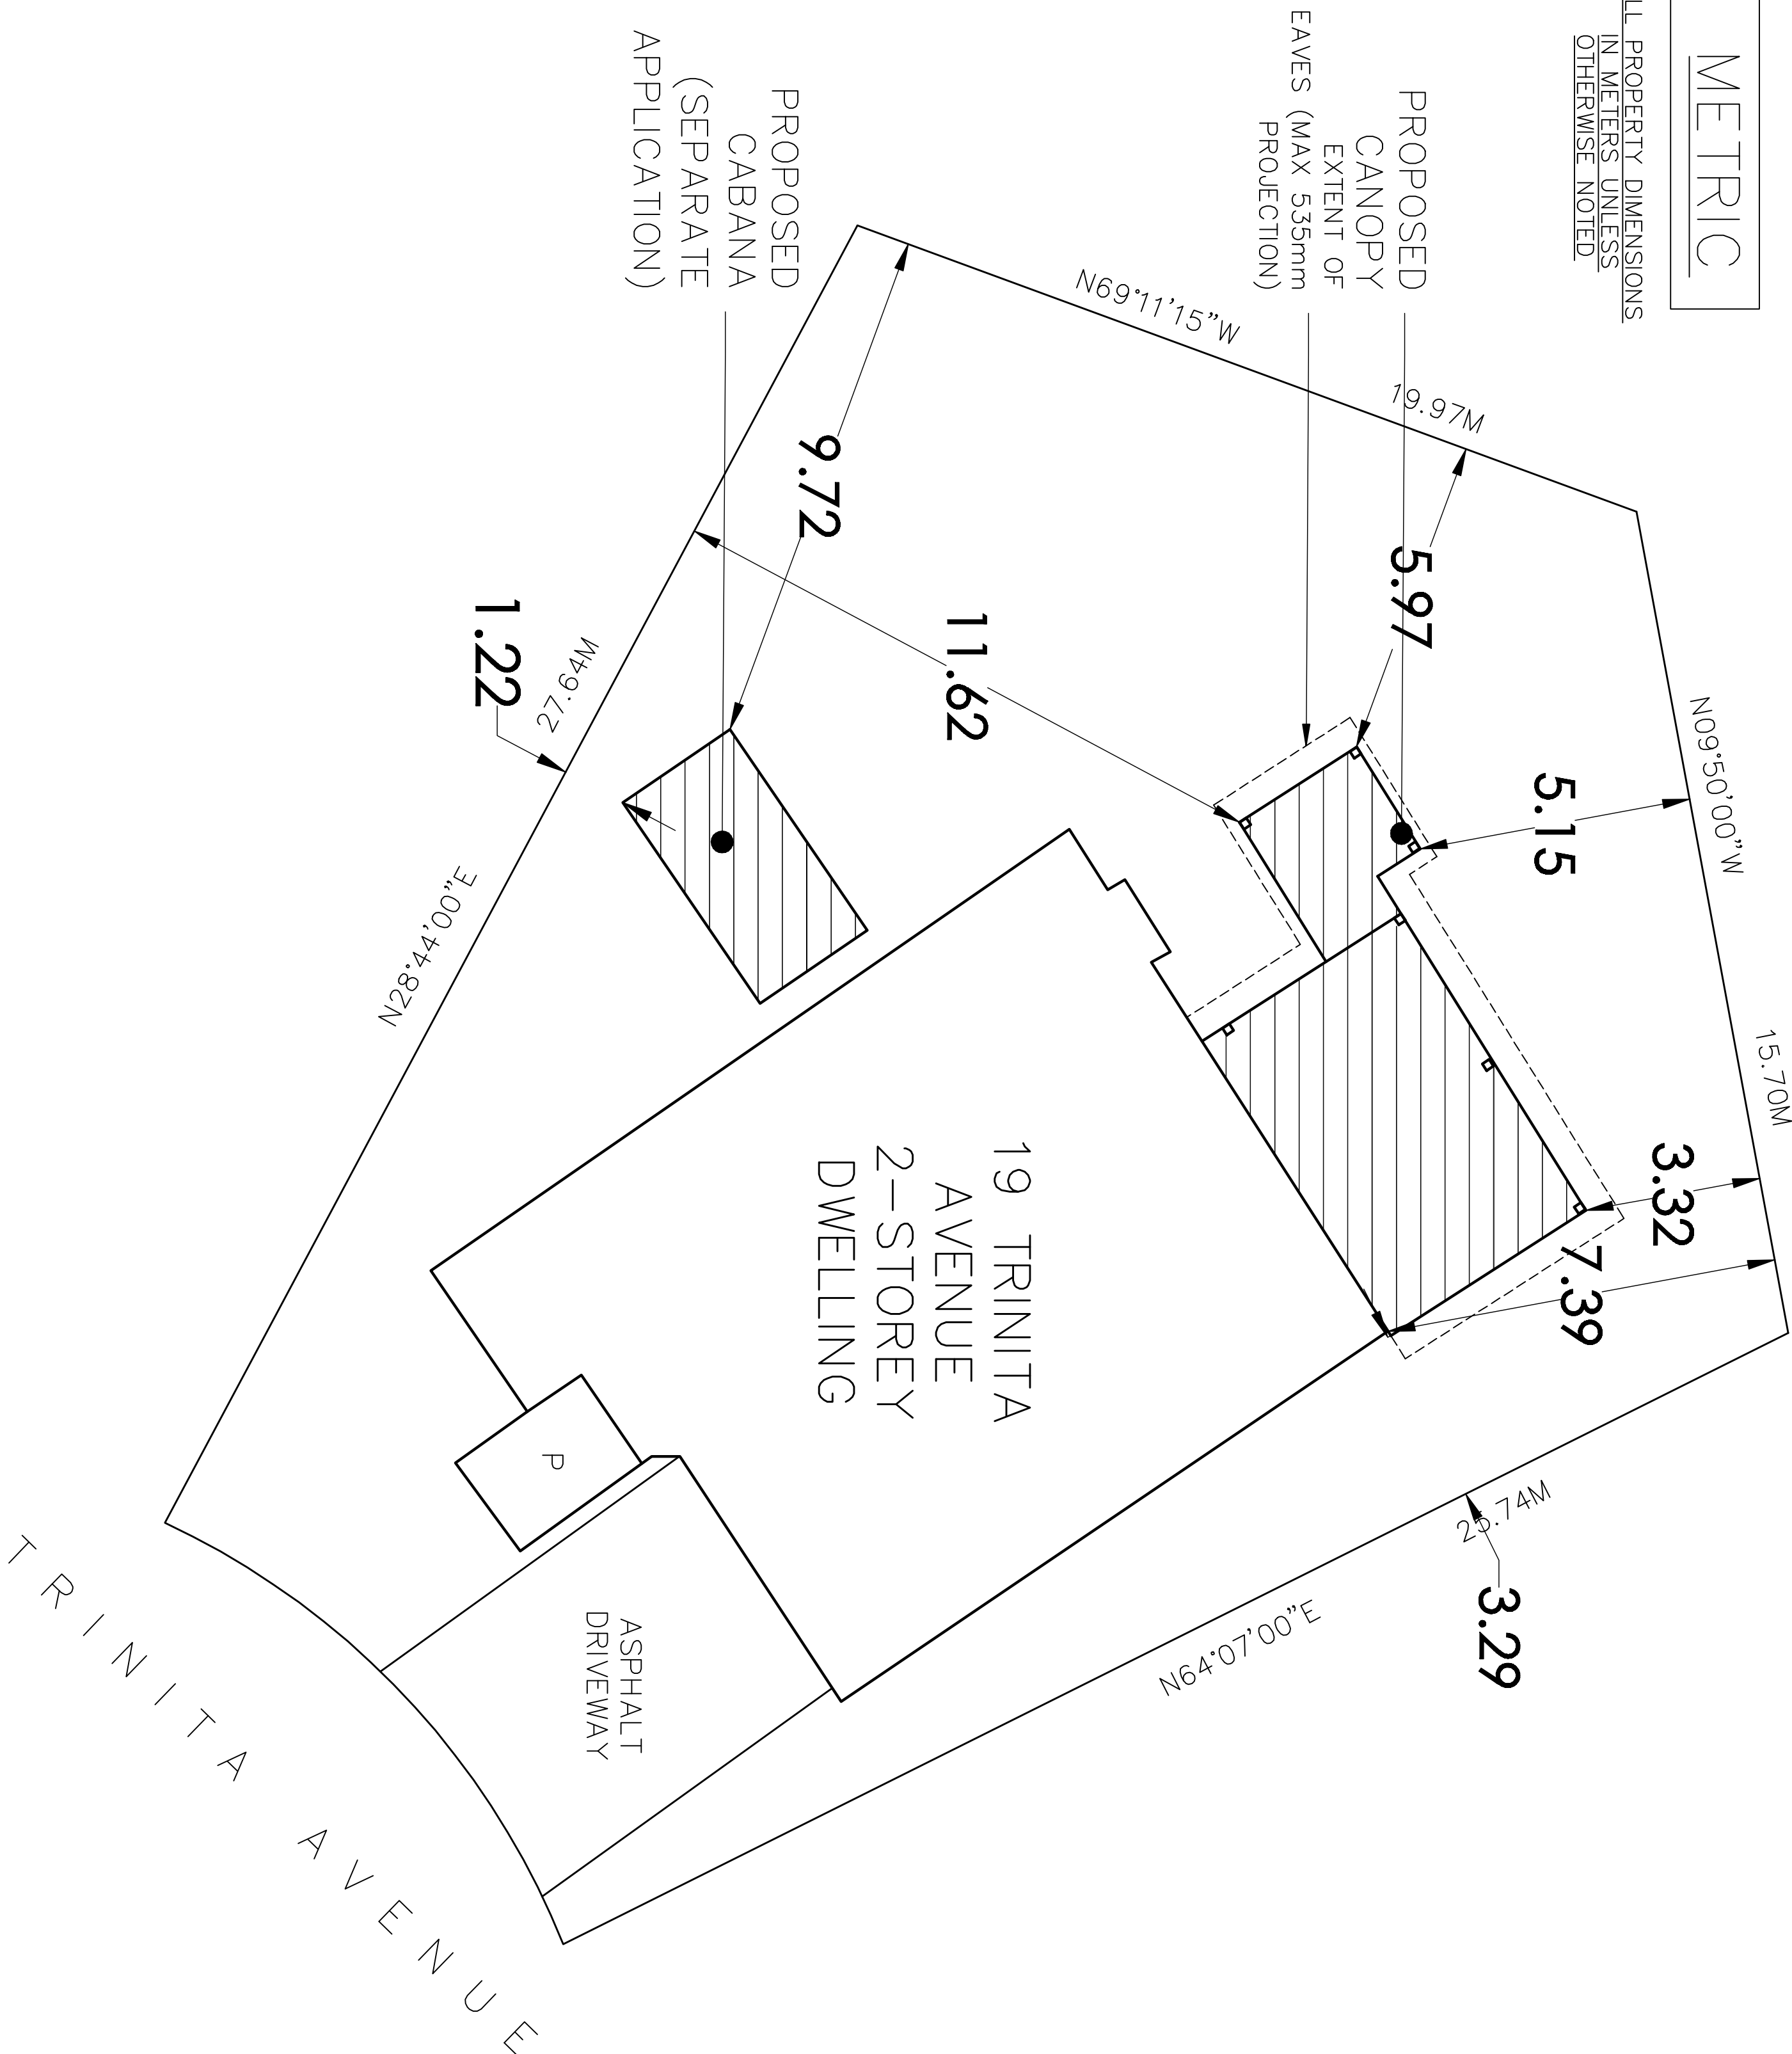 METRIC
LL PROPERTY DIMENSIONS
IN METERS UNLESS
OTHERWISE NOTED
PROPOSED
CANOPY
EXTENT OF
EAVES (MAX 535mm
PROJECTION)
PROPOSED
CABANA
(SEPARATE
APPLICATION)
N69°11'15"W
19.97M
N09°50'00"W
15.70M
5.97
5.15
9.72
11.62
1.22
27.64M
N28°44'00"E
3.32
7.39
3.29
N64°07'00"E
19 TRINITA
AVENUE
2-STOREY
DWELLING
P
ASPHALT
DRIVEWAY
TRINITA AVENUE